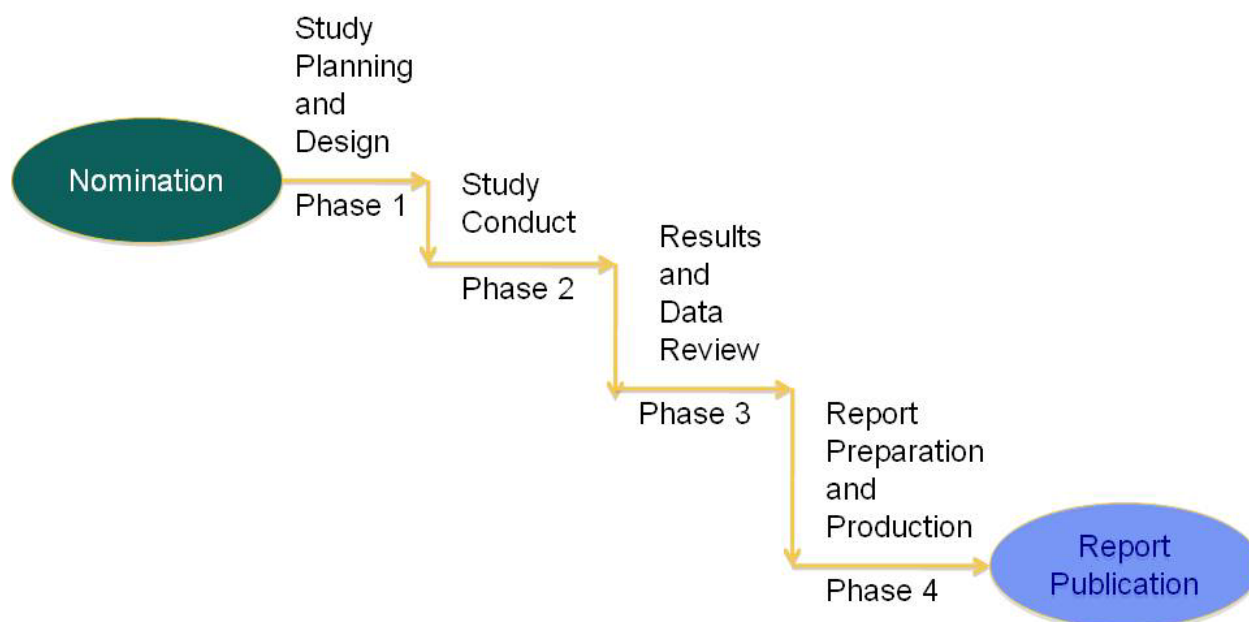 Nomination
Study
Planning
and
Design
Phase 1
Study
Conduct
Phase 2
Results
and
Data
Review
Phase 3
Report
Preparation
and
Production
Phase 4
Report
Publication